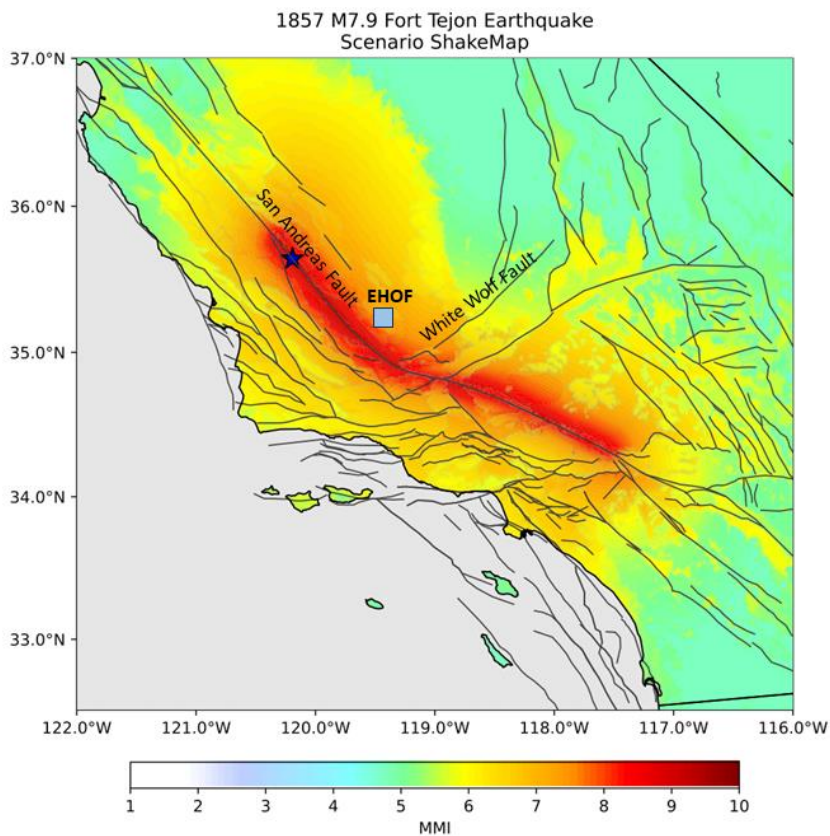 1857 M7.9 Fort Tejon Earthquake
Scenario ShakeMap
37.0°N
36.0°N
San Andreas Fault
EHOF
White Wolf Fault
35.0°N
34.0°N
33.0°N
122.0°W 121.0°W 120.0°W 119.0°W 118.0°W 117.0°W 116.0°W
1 2 3 4 5 6 7 8 9 10
MMI